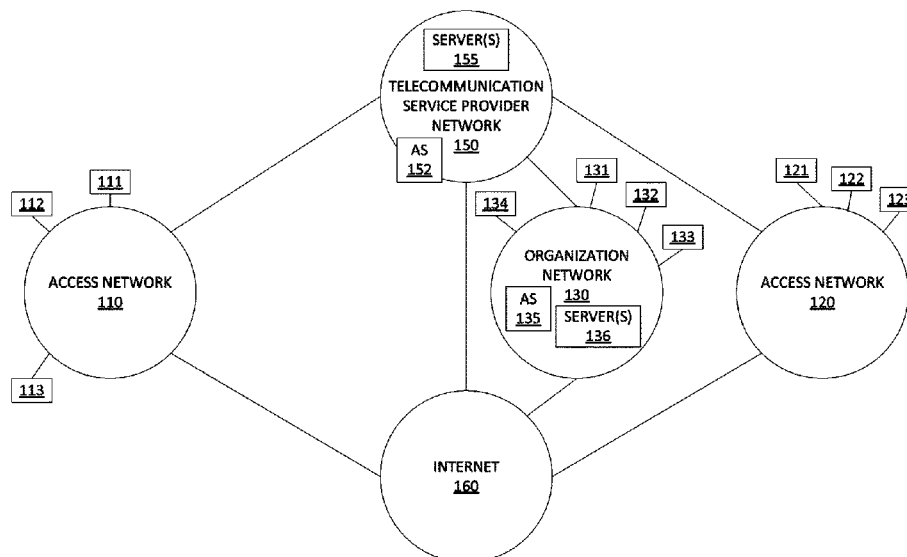 SERVER(S)
155
TELECOMMUNICATION
SERVICE PROVIDER
NETWORK
150
AS
152
111
112
ACCESS NETWORK
110
113
131
132
133
134
ORGANIZATION
NETWORK
130
AS
135
SERVER(S)
136
121
122
123
ACCESS NETWORK
120
INTERNET
160